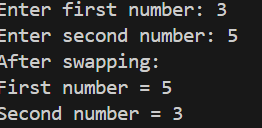 Enter first number: 3
Enter second number: 5
After swapping:
First number = 5
Second number = 3